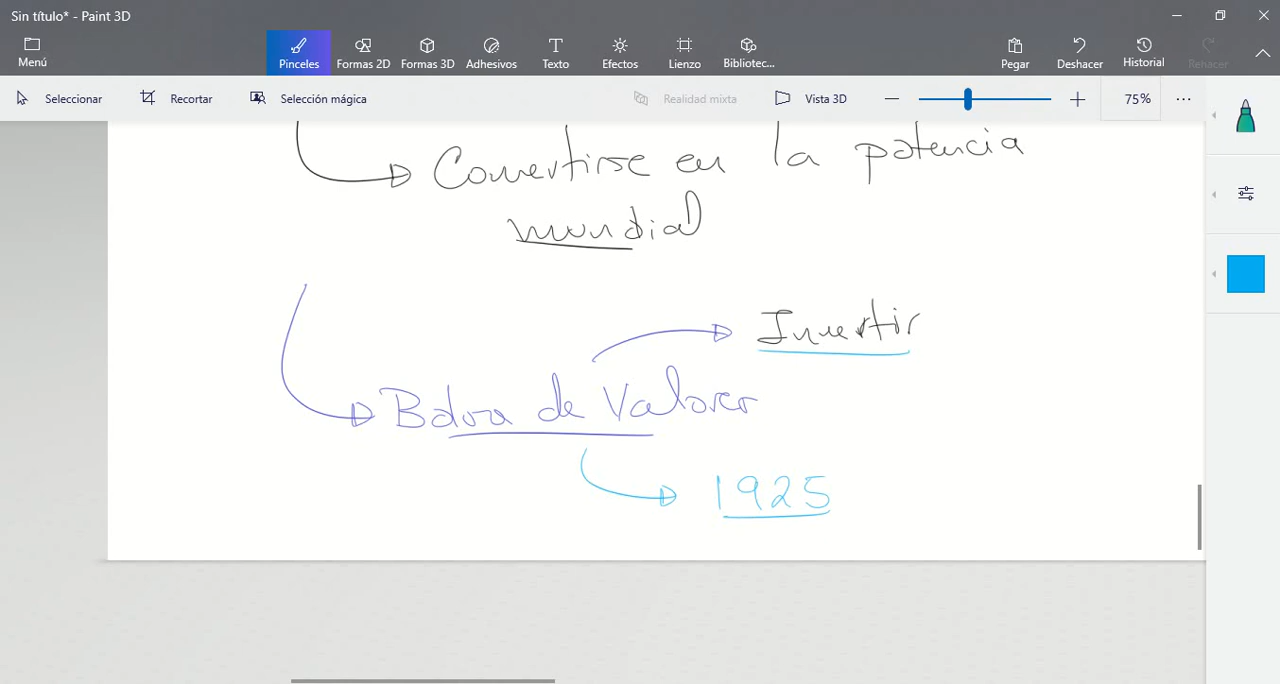 Sin título* - Paint 3D
Menú
Pinceles
Formas 2D
Formas 3D
Adhesivos
Texto
Efectos
Lienzo
Bibliotec...
Pegar
Deshacer
Historial
Rehacer
Seleccionar
Recortar
Selección mágica
Realidad mixta
Vista 3D
75%
Convertirse en la potencia
mundial
Invertir
Bolsa de Valores
1925